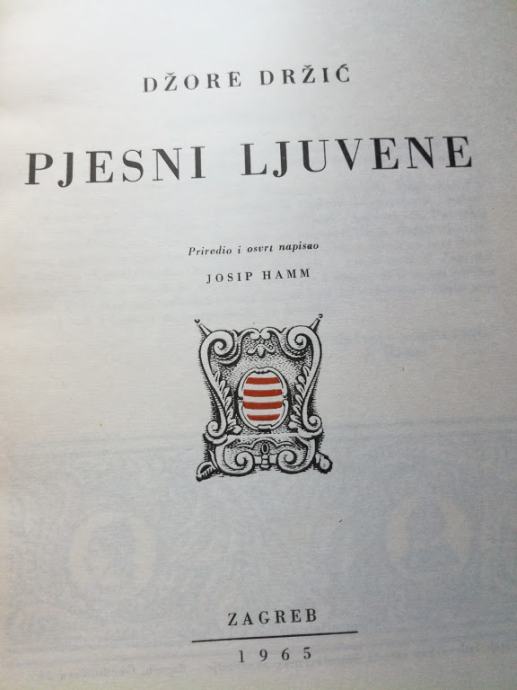 DŽORE DRŽIĆ
PJESNI LJUVENE
Priredio i osvrt napisao
JOSIP HAMM
ZAGREB
1965